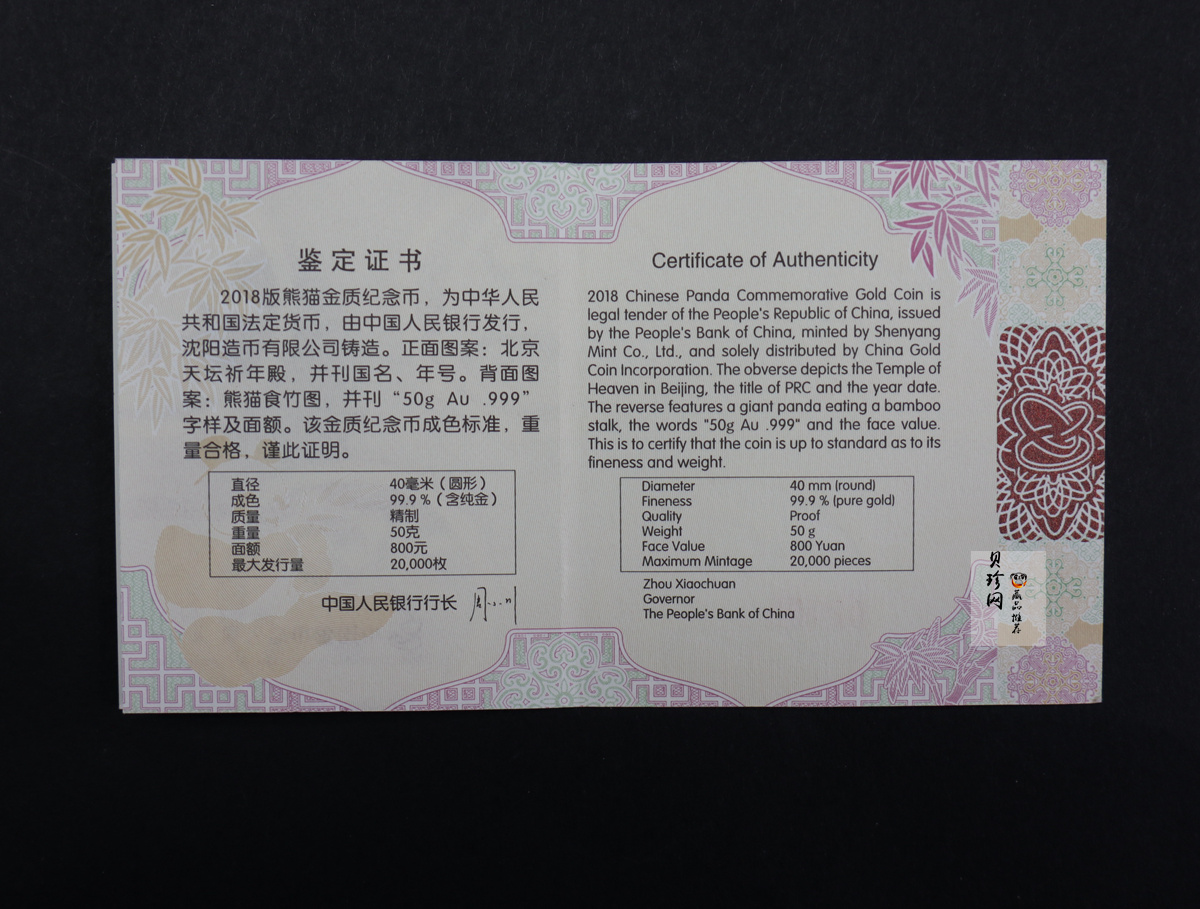 鉴定证书
2018版熊猫金质纪念币，为中华人民
共和国法定货币，由中国人民银行发行，
沈阳造币有限公司铸造。正面图案：北京
天坛祈年殿，并刊国名、年号。背面图
案：熊猫食竹图，并刊“50g Au .999”
字样及面额。该金质纪念币成色标准，重
量合格，谨此证明。
直径 40毫米（圆形）
成色 99.9％（含纯金）
质量 精制
重量 50克
面额 800元
最大发行量 20,000枚
中国人民银行行长
Certificate of Authenticity
2018 Chinese Panda Commemorative Gold Coin is
legal tender of the People's Republic of China, issued
by the People's Bank of China, minted by Shenyang
Mint Co., Ltd., and solely distributed by China Gold
Coin Incorporation. The obverse depicts the Temple of
Heaven in Beijing, the title of PRC and the year date.
The reverse features a giant panda eating a bamboo
stalk, the words "50g Au .999" and the face value.
This is to certify that the coin is up to standard as to its
fineness and weight.
Diameter 40 mm (round)
Fineness 99.9 % (pure gold)
Quality Proof
Weight 50 g
Face Value 800 Yuan
Maximum Mintage 20,000 pieces
Zhou Xiaochuan
Governor
The People's Bank of China
贝珍网
藏品推荐